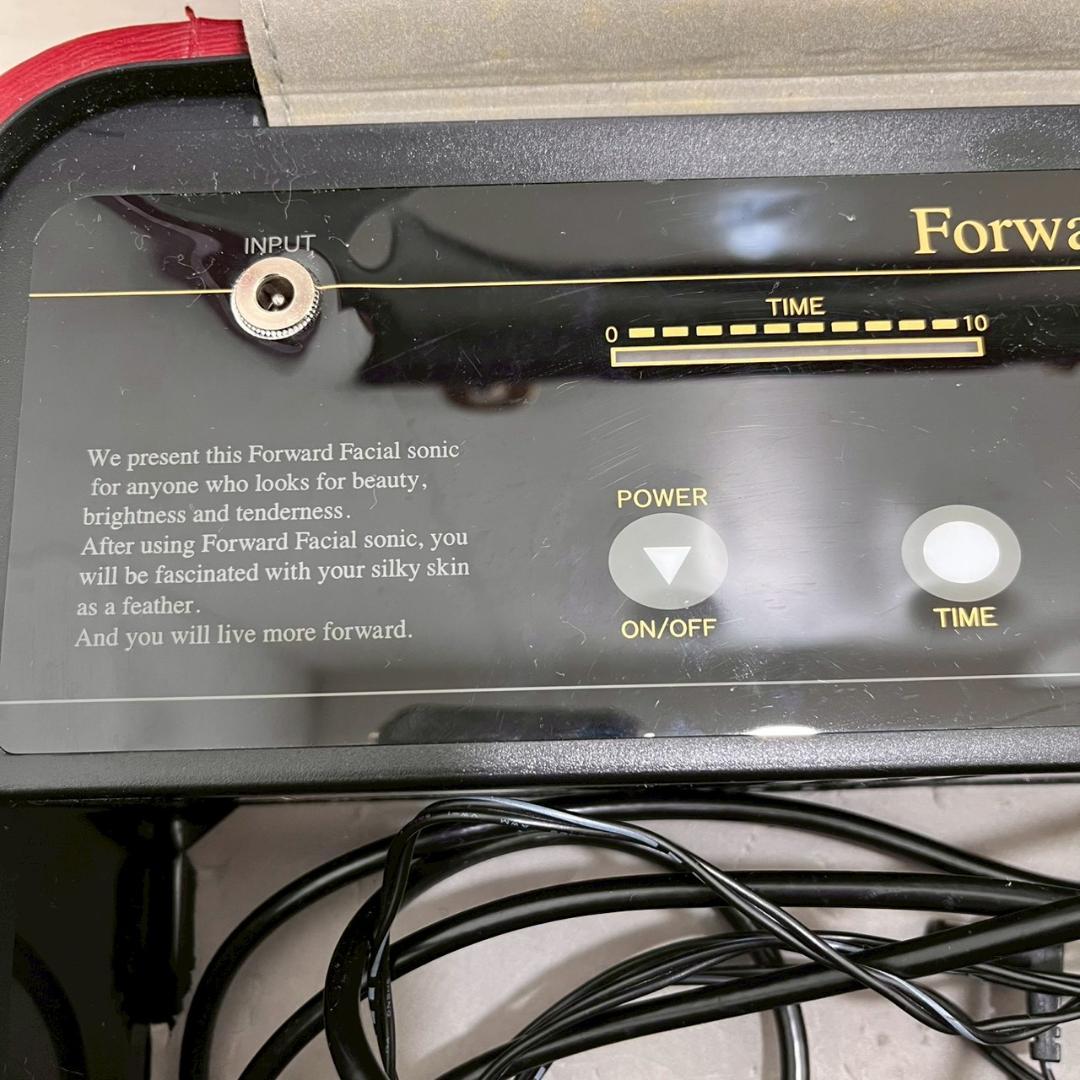 INPUT
Forwa
TIME
0 10
We present this Forward Facial sonic
for anyone who looks for beauty,
brightness and tenderness.
After using Forward Facial sonic, you
will be fascinated with your silky skin
as a feather.
And you will live more forward.
POWER
ON/OFF
TIME